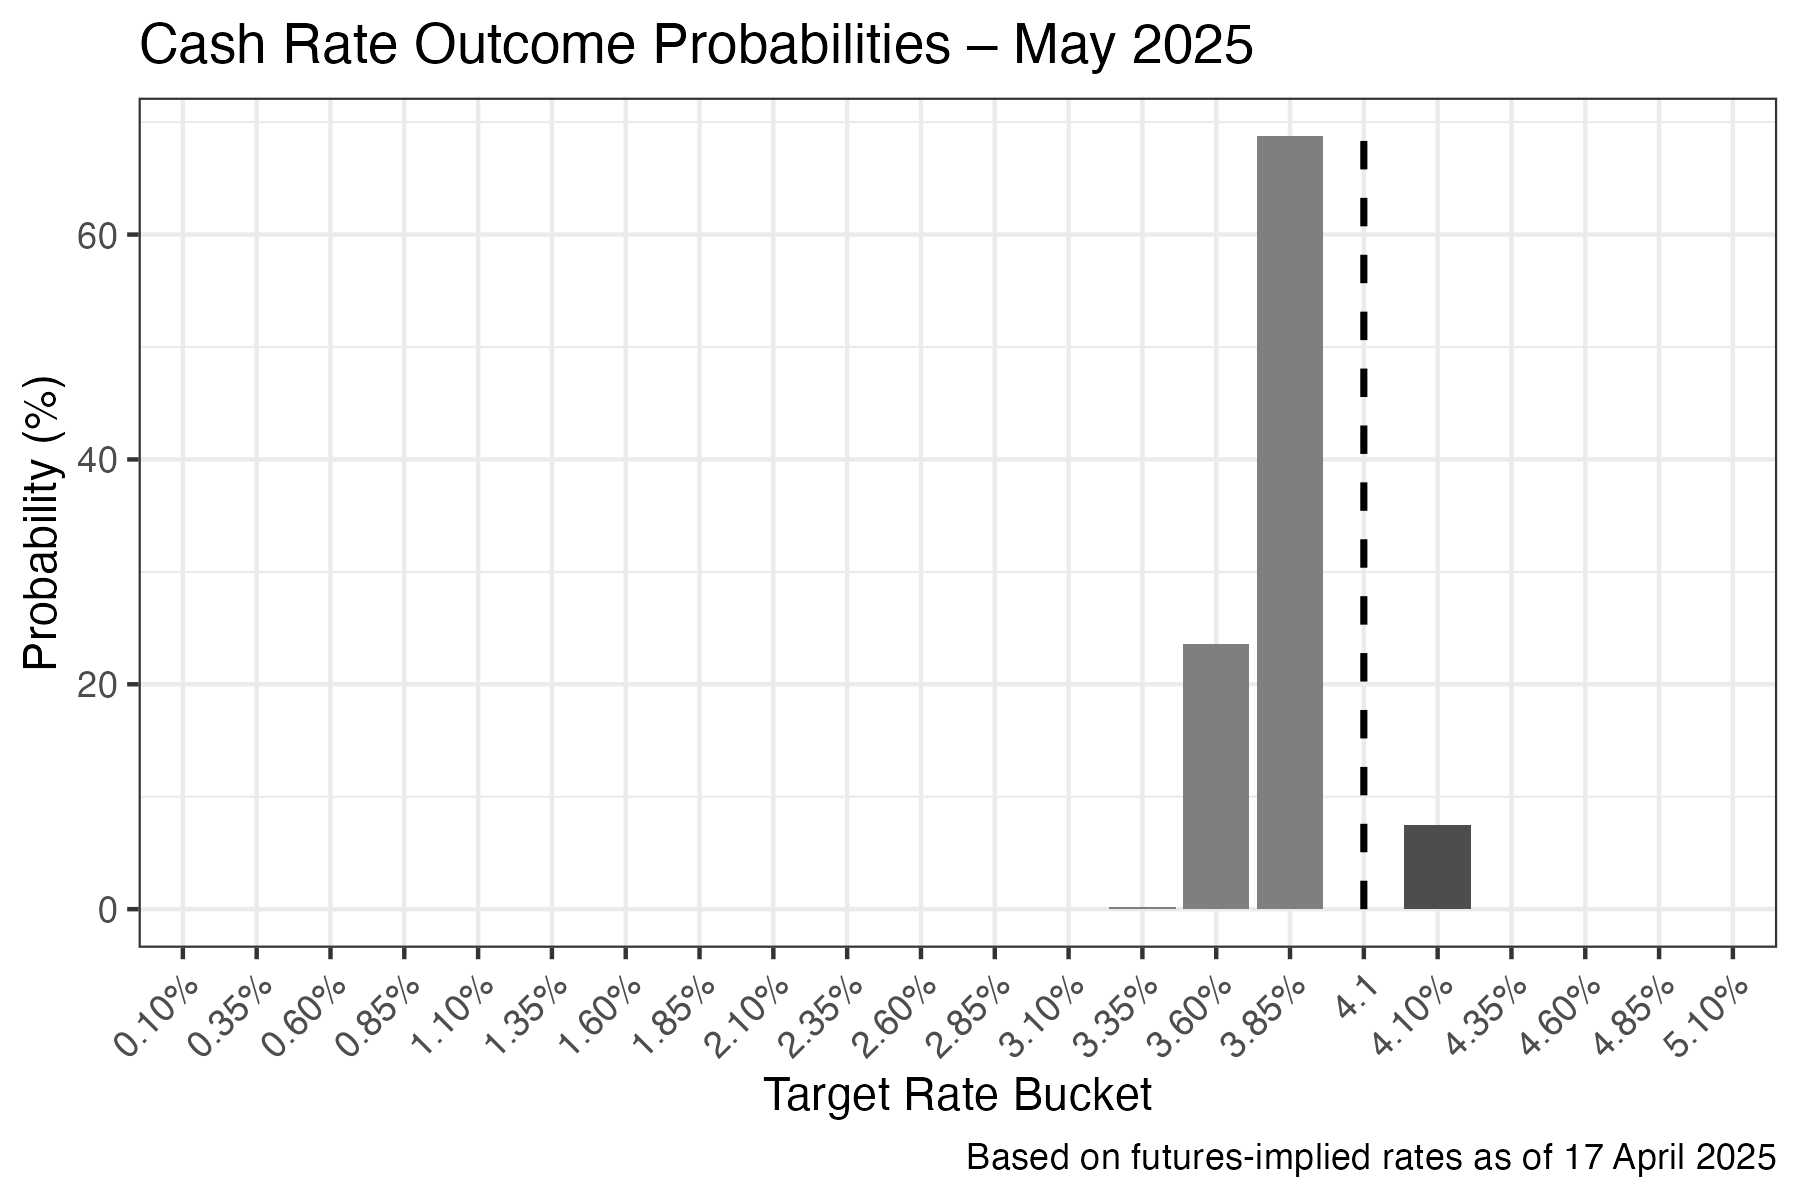 Cash Rate Outcome Probabilities – May 2025
Probability (%)
60
40
20
0
0.10% 0.35% 0.60% 0.85% 1.10% 1.35% 1.60% 1.85% 2.10% 2.35% 2.60% 2.85% 3.10% 3.35% 3.60% 3.85% 4.1 4.10% 4.35% 4.60% 4.85% 5.10%
Target Rate Bucket
Based on futures-implied rates as of 17 April 2025